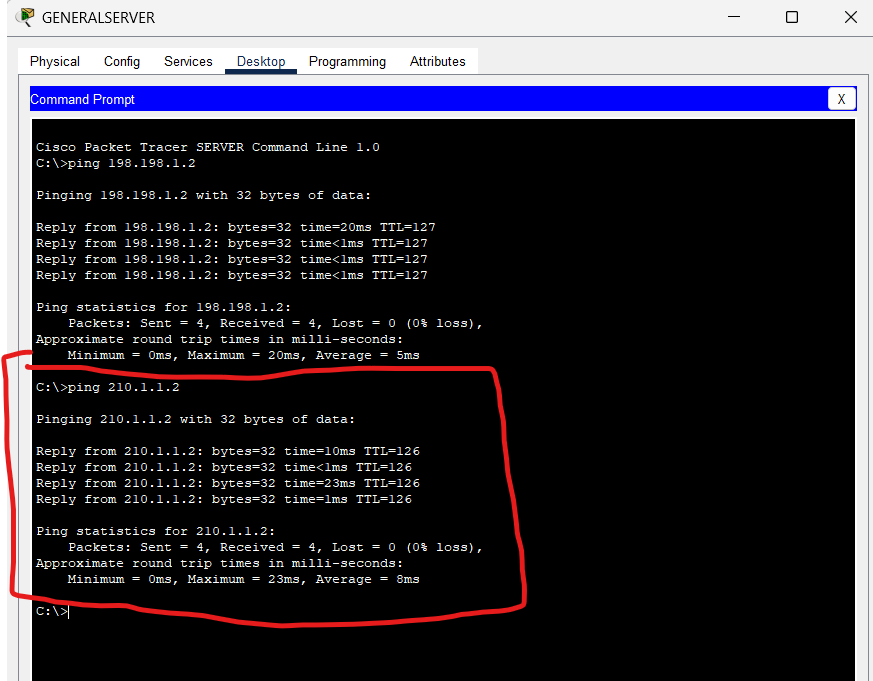 GENERALSERVER
Physical Config Services Desktop Programming Attributes
Command Prompt X
Cisco Packet Tracer SERVER Command Line 1.0
C:\>ping 198.198.1.2
Pinging 198.198.1.2 with 32 bytes of data:
Reply from 198.198.1.2: bytes=32 time=20ms TTL=127
Reply from 198.198.1.2: bytes=32 time<1ms TTL=127
Reply from 198.198.1.2: bytes=32 time<1ms TTL=127
Reply from 198.198.1.2: bytes=32 time<1ms TTL=127
Ping statistics for 198.198.1.2:
Packets: Sent = 4, Received = 4, Lost = 0 (0% loss),
Approximate round trip times in milli-seconds:
Minimum = 0ms, Maximum = 20ms, Average = 5ms
C:\>ping 210.1.1.2
Pinging 210.1.1.2 with 32 bytes of data:
Reply from 210.1.1.2: bytes=32 time=10ms TTL=126
Reply from 210.1.1.2: bytes=32 time<1ms TTL=126
Reply from 210.1.1.2: bytes=32 time=23ms TTL=126
Reply from 210.1.1.2: bytes=32 time=1ms TTL=126
Ping statistics for 210.1.1.2:
Packets: Sent = 4, Received = 4, Lost = 0 (0% loss),
Approximate round trip times in milli-seconds:
Minimum = 0ms, Maximum = 23ms, Average = 8ms
C:\>